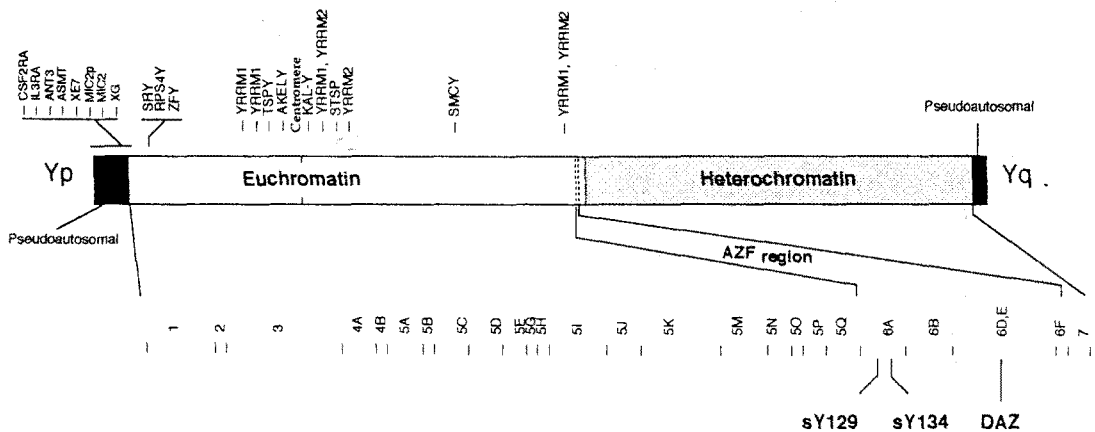 CSF2RA
IL3RA
ANT3
ASMT
XE7
MIC2p
MIC2
XG
SRY
RPS4Y
ZFY
YRRM1
YRRM1
TSPY
AKELY
Centromere
KAL-Y
YRRM1, YRRM2
STSP
YRRM2
SMCY
YRRM1, YRRM2
Pseudoautosomal
Yp
Euchromatin
Heterochromatin
Yq
Pseudoautosomal
AZF region
1
2
3
4A
4B
5A
5B
5C
5D
5E
5G
5H
5I
5J
5K
5M
5N
5O
5P
5Q
6A
6B
6D,E
6F
7
sY129
sY134
DAZ